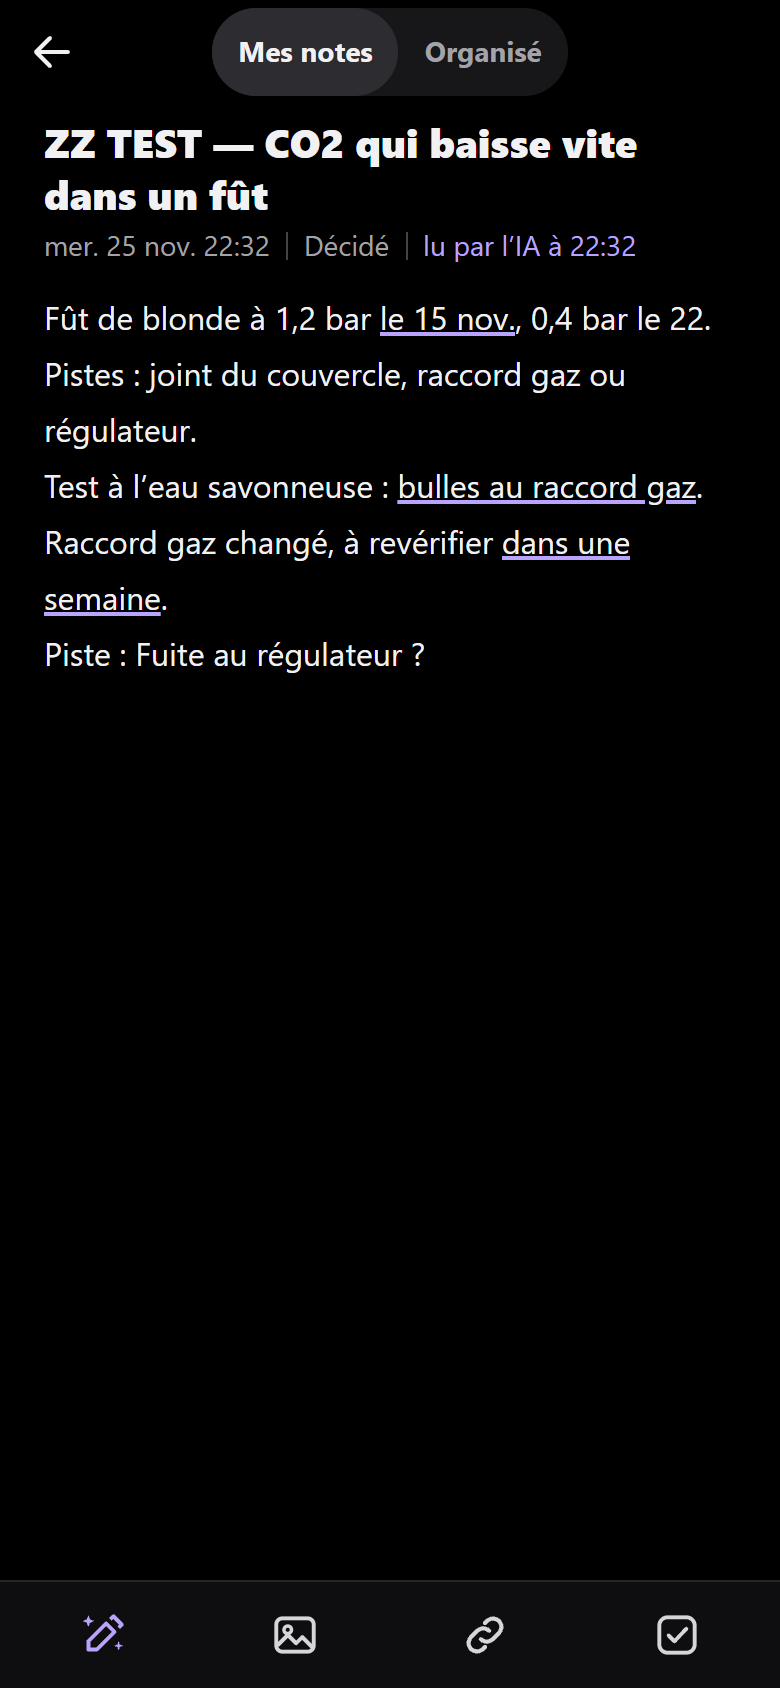 Mes notes
Organisé
ZZ TEST — CO2 qui baisse vite
dans un fût
mer. 25 nov. 22:32 | Décidé | lu par l’IA à 22:32
Fût de blonde à 1,2 bar le 15 nov., 0,4 bar le 22.
Pistes : joint du couvercle, raccord gaz ou
régulateur.
Test à l’eau savonneuse : bulles au raccord gaz.
Raccord gaz changé, à revérifier dans une
semaine.
Piste : Fuite au régulateur ?